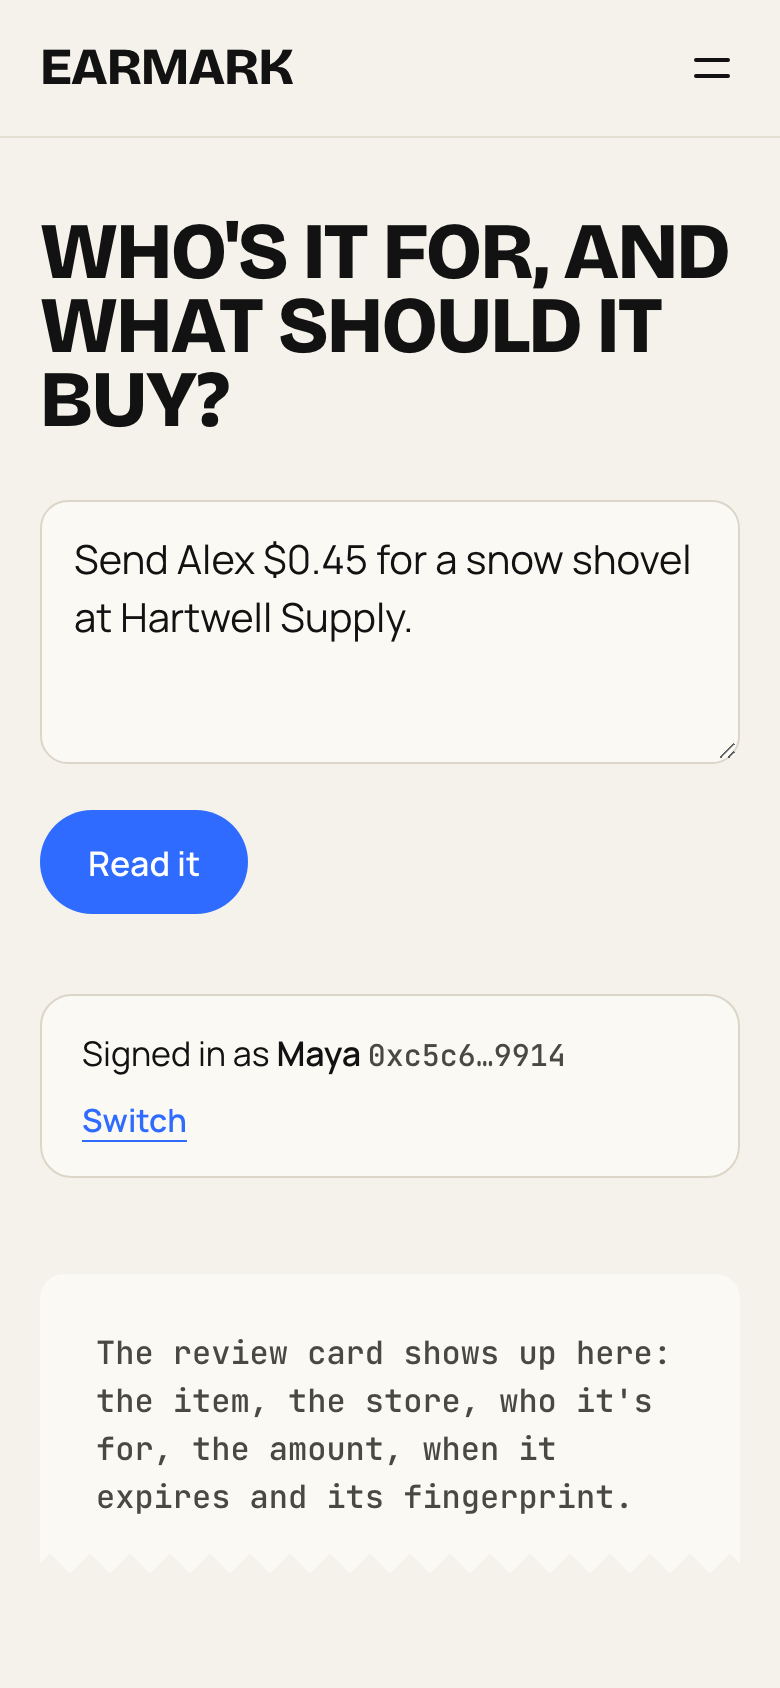 EARMARK
WHO'S IT FOR, AND
WHAT SHOULD IT
BUY?
Send Alex $0.45 for a snow shovel
at Hartwell Supply.
Read it
Signed in as Maya 0xc5c6…9914
Switch
The review card shows up here:
the item, the store, who it's
for, the amount, when it
expires and its fingerprint.